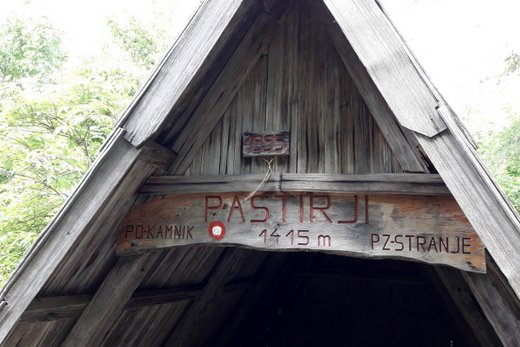 1995
PASTIRJI
PD-KAMNIK
1415 m
PZ-STRANJE